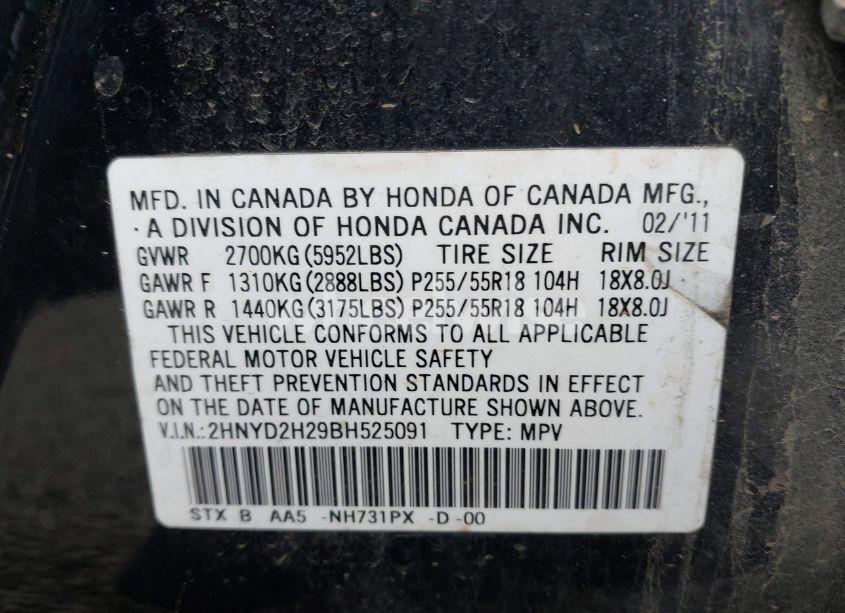 MFD. IN CANADA BY HONDA OF CANADA MFG.,
A DIVISION OF HONDA CANADA INC. 02/'11
GVWR 2700KG(5952LBS) TIRE SIZE RIM SIZE
GAWR F 1310KG(2888LBS) P255/55R18 104H 18X8.0J
GAWR R 1440KG(3175LBS) P255/55R18 104H 18X8.0J
THIS VEHICLE CONFORMS TO ALL APPLICABLE
FEDERAL MOTOR VEHICLE SAFETY
AND THEFT PREVENTION STANDARDS IN EFFECT
ON THE DATE OF MANUFACTURE SHOWN ABOVE.
V.I.N.:2HNYD2H29BH525091 TYPE: MPV
STX B AA5 -NH731PX -D -00